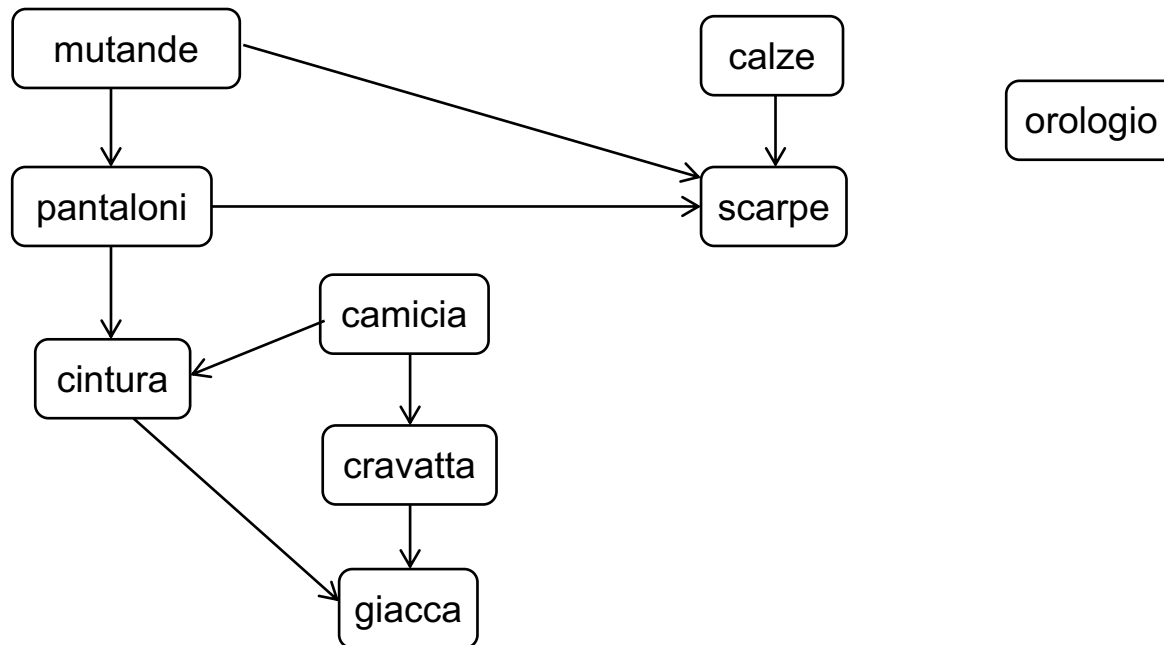 mutande
calze
orologio
pantaloni
scarpe
camicia
cintura
cravatta
giacca